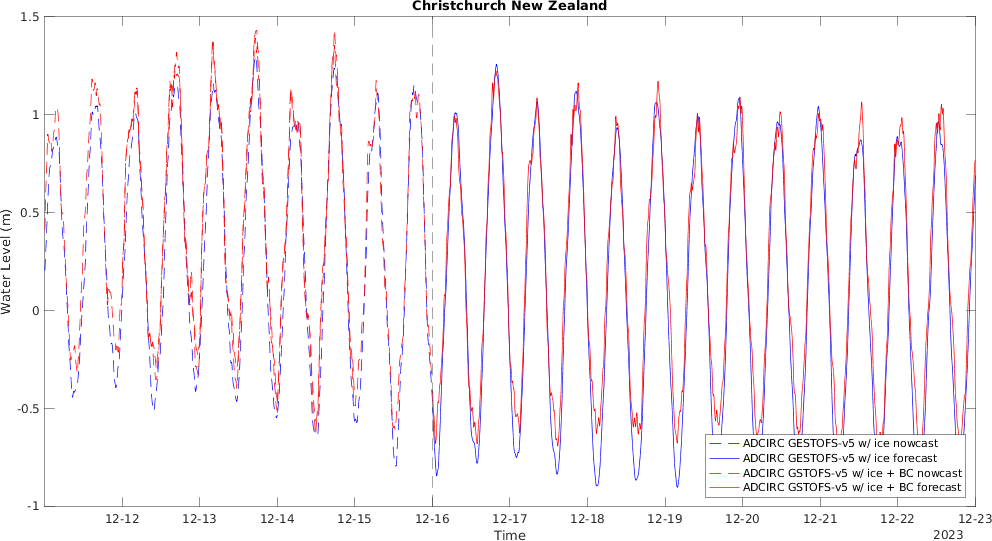 Christchurch New Zealand
1.5
1
0.5
0
-0.5
-1
Water Level (m)
ADCIRC GESTOFS-v5 w/ ice nowcast
ADCIRC GESTOFS-v5 w/ ice forecast
ADCIRC GSTOFS-v5 w/ ice + BC nowcast
ADCIRC GSTOFS-v5 w/ ice + BC forecast
12-12 12-13 12-14 12-15 12-16 12-17 12-18 12-19 12-20 12-21 12-22 12-23
Time
2023